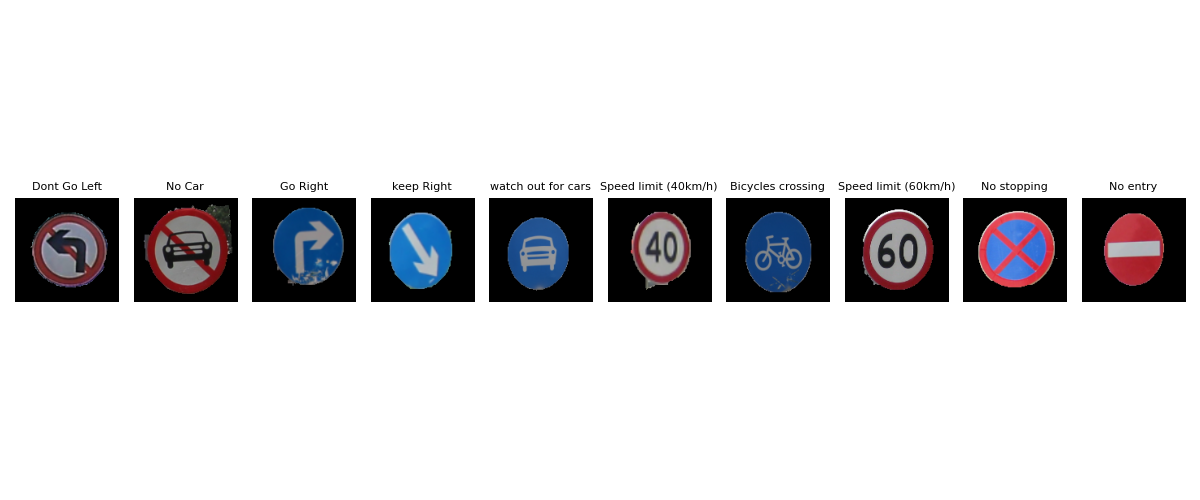 Dont Go Left
No Car
Go Right
keep Right
watch out for cars
Speed limit (40km/h)
Bicycles crossing
Speed limit (60km/h)
No stopping
No entry
40
60